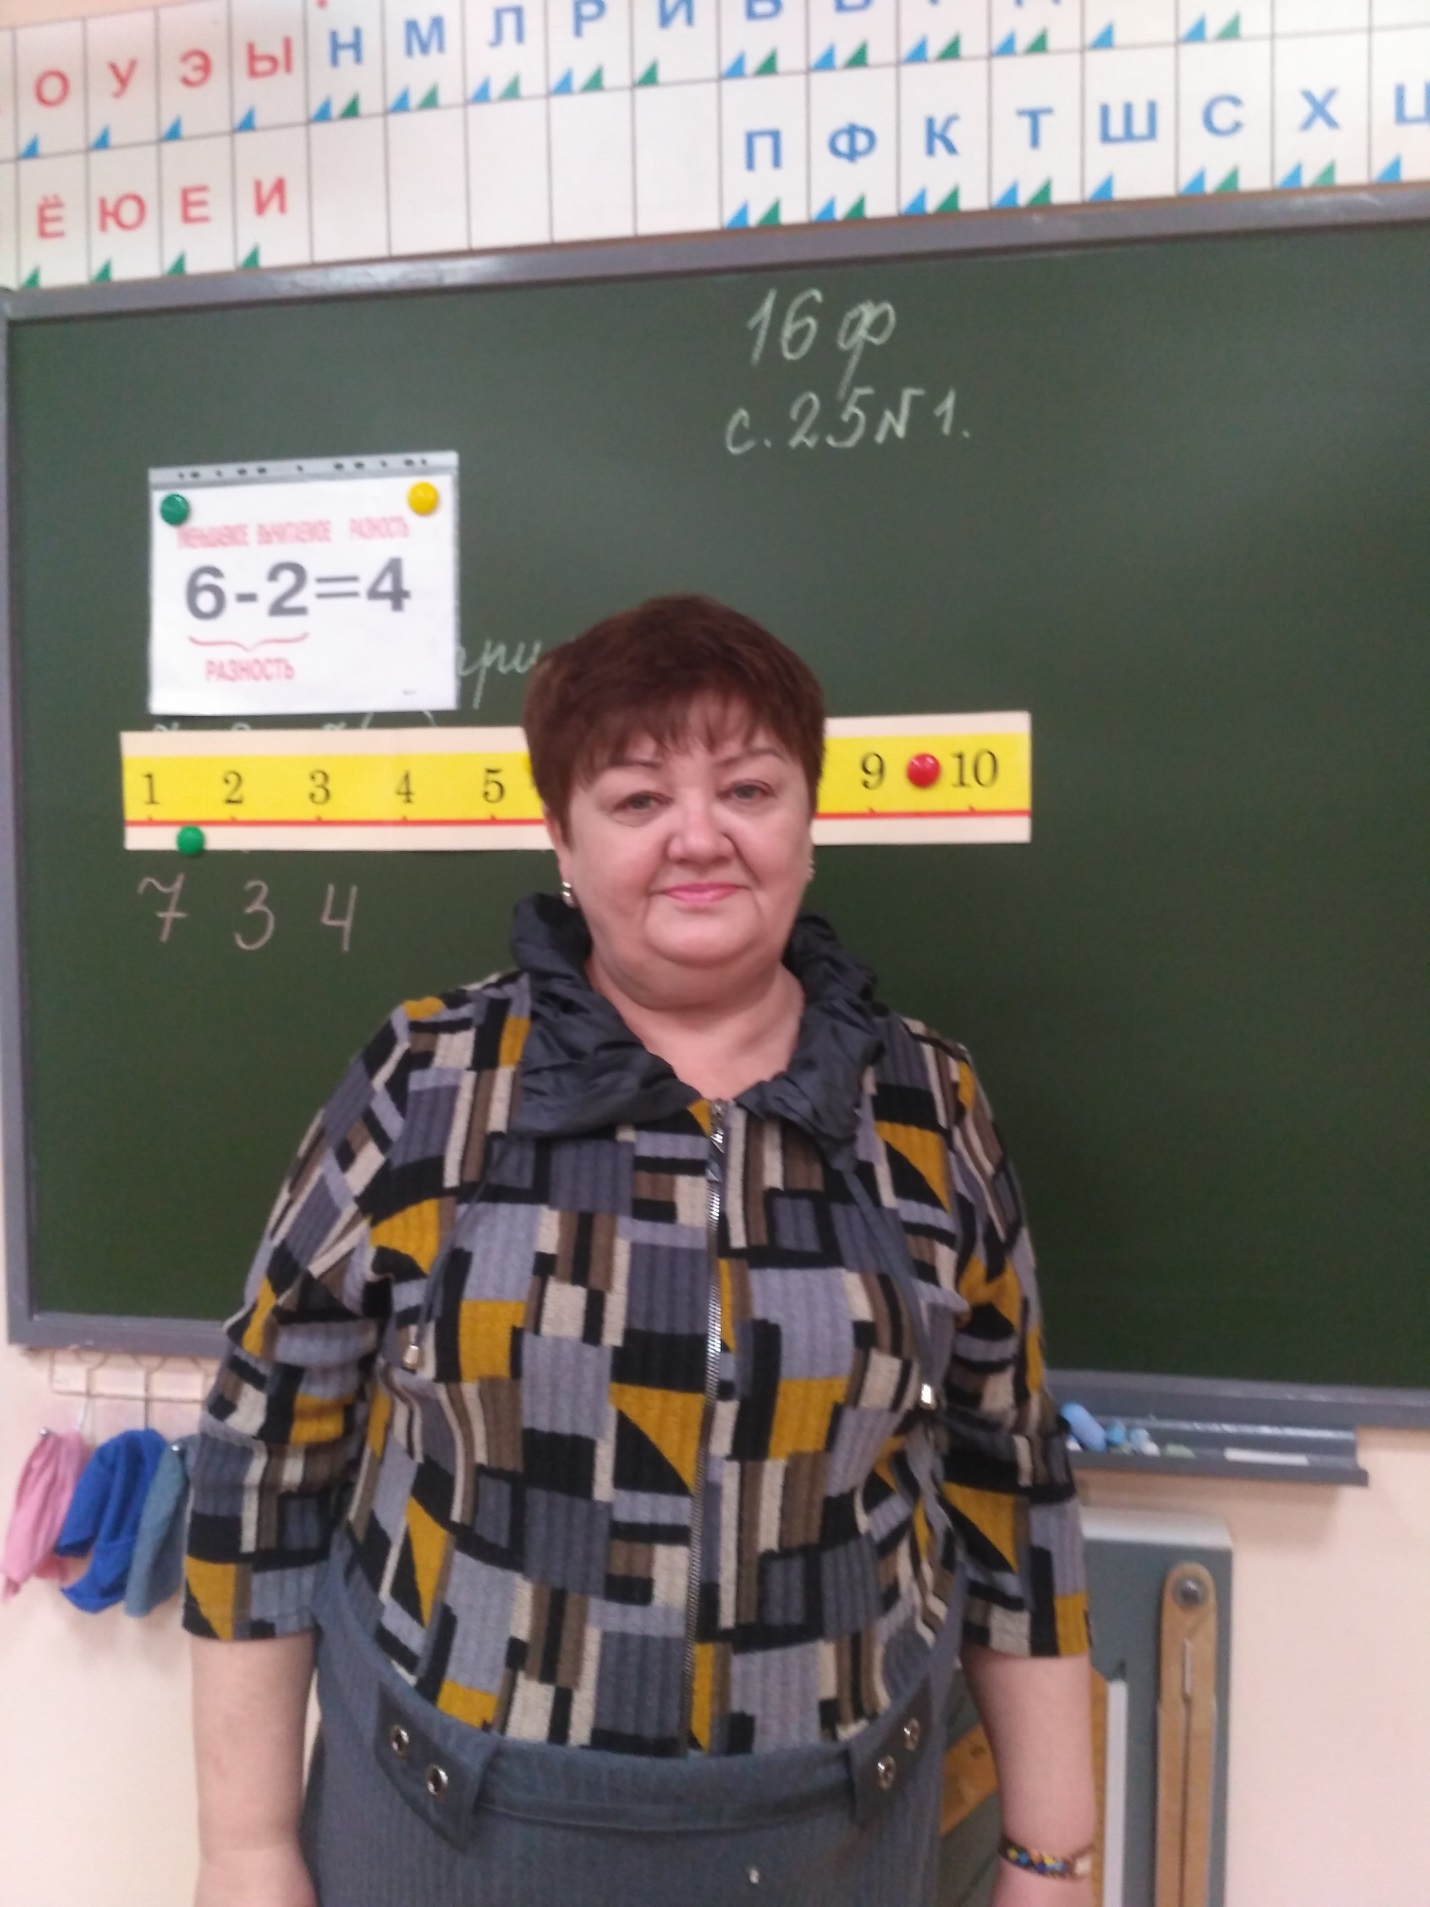 О У Э Ы Н М Л Р Й
Ё Ю Е И П Ф К Т Ш С Х
16 ф
с. 25 №1.
УМЕНЬШАЕМОЕ ВЫЧИТАЕМОЕ РАЗНОСТЬ
6-2=4
РАЗНОСТЬ
1 2 3 4 5 9 10
7 3 4